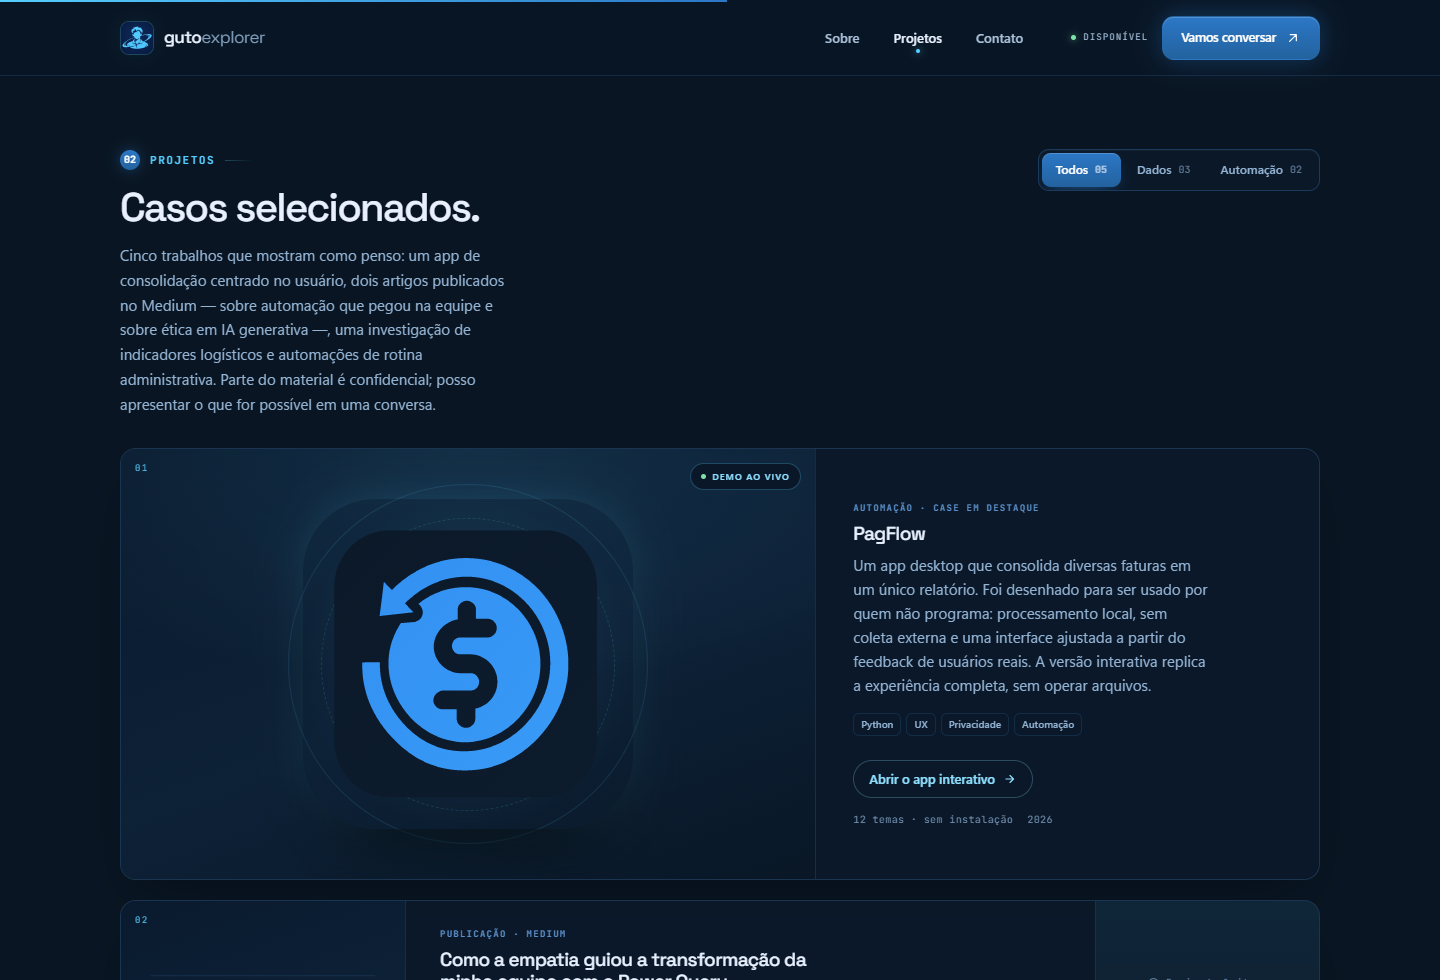 gutoexplorer
Sobre
Projetos
Contato
DISPONÍVEL
Vamos conversar
02 PROJETOS
Todos 05
Dados 03
Automação 02
Casos selecionados.
Cinco trabalhos que mostram como penso: um app de
consolidação centrado no usuário, dois artigos publicados
no Medium — sobre automação que pegou na equipe e
sobre ética em IA generativa —, uma investigação de
indicadores logísticos e automações de rotina
administrativa. Parte do material é confidencial; posso
apresentar o que for possível em uma conversa.
01
DEMO AO VIVO
AUTOMAÇÃO · CASE EM DESTAQUE
PagFlow
Um app desktop que consolida diversas faturas em
um único relatório. Foi desenhado para ser usado por
quem não programa: processamento local, sem
coleta externa e uma interface ajustada a partir do
feedback de usuários reais. A versão interativa replica
a experiência completa, sem operar arquivos.
Python
UX
Privacidade
Automação
Abrir o app interativo →
12 temas · sem instalação 2026
02
PUBLICAÇÃO · MEDIUM
Como a empatia guiou a transformação da
minha equipe com o Power Query